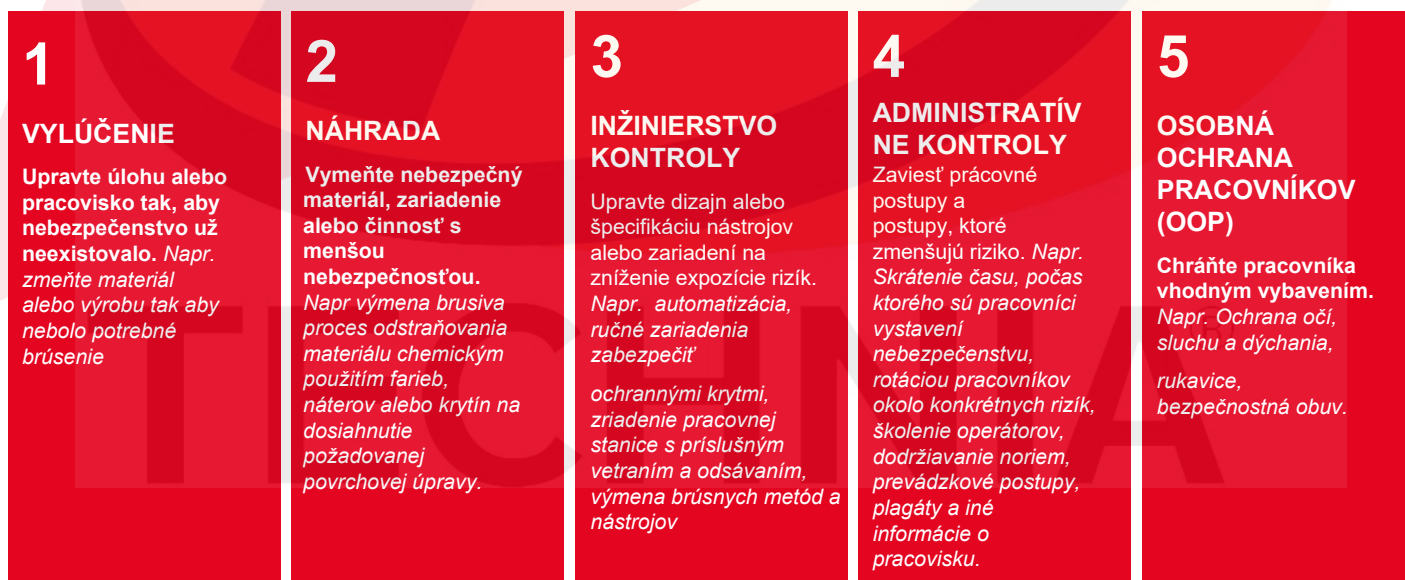 1
VYLÚČENIE
Upravte úlohu alebo
pracovisko tak, aby
nebezpečenstvo už
neexistovalo. Napr.
zmeňte materiál
alebo výrobu tak aby
nebolo potrebné
brúsenie
2
NÁHRADA
Vymeňte nebezpečný
materiál, zariadenie
alebo činnosť s
menšou
nebezpečnosťou.
Napr výmena brusiva
proces odstraňovania
materiálu chemickým
použitím farieb,
náterov alebo krytín na
dosiahnutie
požadovanej
povrchovej úpravy.
3
INŽINIERSTVO
KONTROLY
Upravte dizajn alebo
špecifikáciu nástrojov
alebo zariadení na
zníženie expozície rizík.
Napr. automatizácia,
ručné zariadenia
zabezpečiť
ochrannými krytmi,
zriadenie pracovnej
stanice s príslušným
vetraním a odsávaním,
výmena brúsnych metód a
nástrojov
4
ADMINISTRATÍV
NE KONTROLY
Zaviesť prácovné
postupy a
postupy, ktoré
zmenšujú riziko. Napr.
Skrátenie času, počas
ktorého sú pracovníci
vystavení
nebezpečenstvu,
rotáciou pracovníkov
okolo konkrétnych rizík,
školenie operátorov,
dodržiavanie noriem,
prevádzkové postupy,
plagáty a iné
informácie o
pracovisku.
5
OSOBNÁ
OCHRANA
PRACOVNÍKOV
(OOP)
Chráňte pracovníka
vhodným vybavením.
Napr. Ochrana očí,
sluchu a dýchania,
rukavice,
bezpečnostná obuv.
TECHNIA®